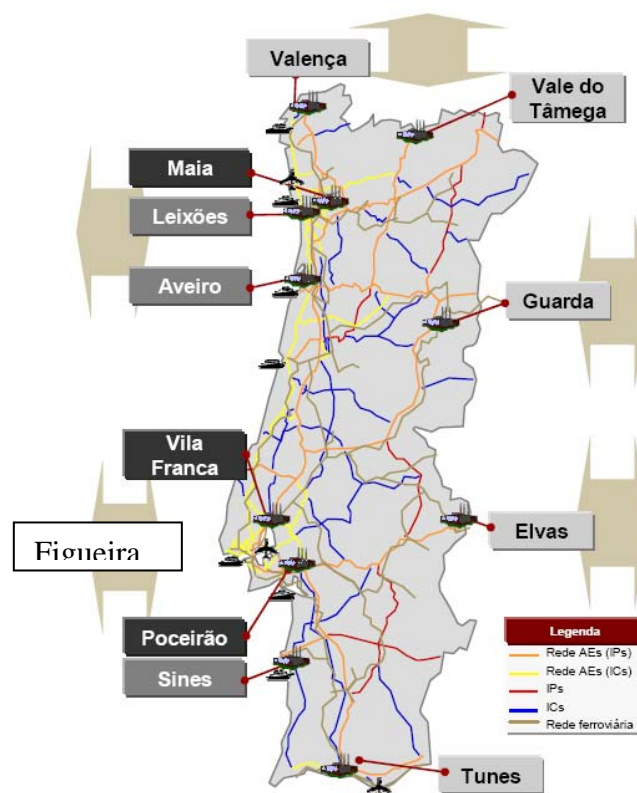 Valença
Vale do
Tâmega
Maia
Leixões
Aveiro
Guarda
Vila
Franca
Figueira
Elvas
Poceirão
Sines
Tunes
Legenda
Rede AEs (IPs)
Rede AEs (ICs)
IPs
ICs
Rede ferroviária